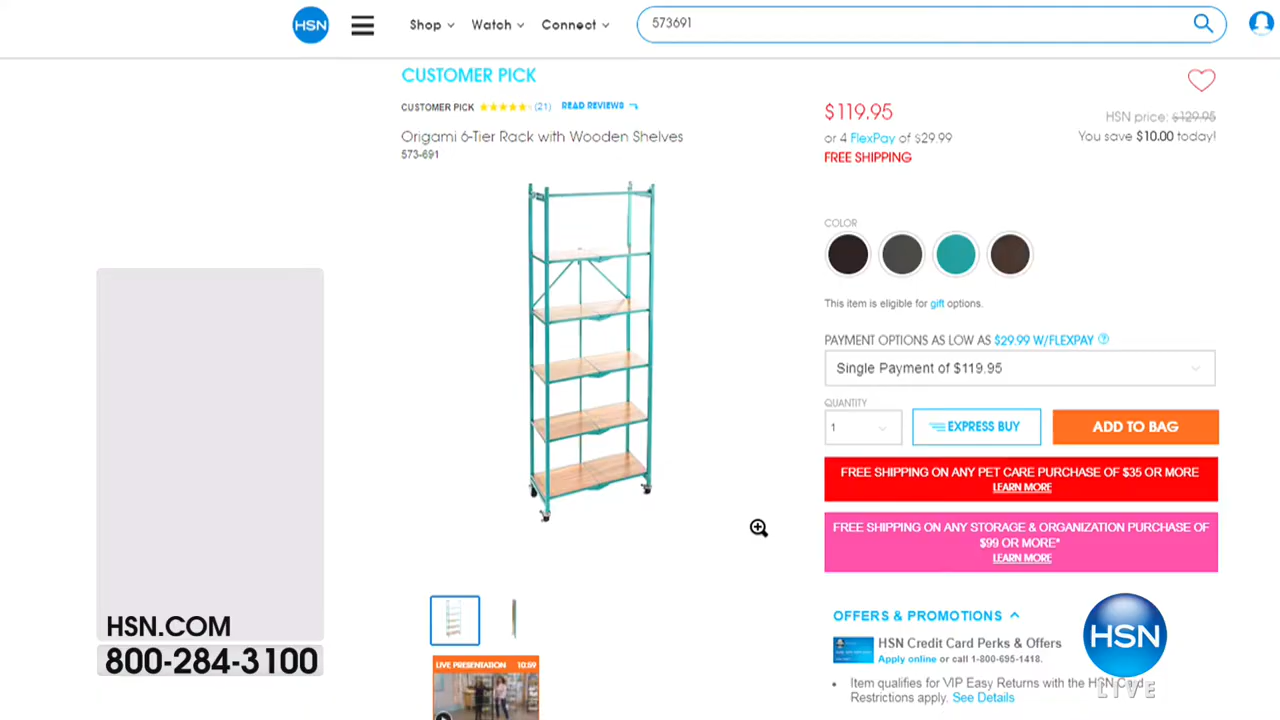 HSN
Shop
Watch
Connect
573691
CUSTOMER PICK
CUSTOMER PICK ★★★★★ (21) READ REVIEWS
Origami 6-Tier Rack with Wooden Shelves
573-691
$119.95
or 4 FlexPay of $29.99
FREE SHIPPING
HSN price: $129.95
You save $10.00 today!
COLOR
This item is eligible for gift options.
PAYMENT OPTIONS AS LOW AS $29.99 W/FLEXPAY ?
Single Payment of $119.95
QUANTITY
1
EXPRESS BUY
ADD TO BAG
FREE SHIPPING ON ANY PET CARE PURCHASE OF $35 OR MORE
LEARN MORE
FREE SHIPPING ON ANY STORAGE & ORGANIZATION PURCHASE OF
$99 OR MORE*
LEARN MORE
OFFERS & PROMOTIONS
HSN Credit Card Perks & Offers
Apply online or call 1-800-695-1418.
• Item qualifies for VIP Easy Returns with the HSN Card
Restrictions apply. See Details
LIVE PRESENTATION 10:59
HSN.COM
800-284-3100
HSN
LIVE